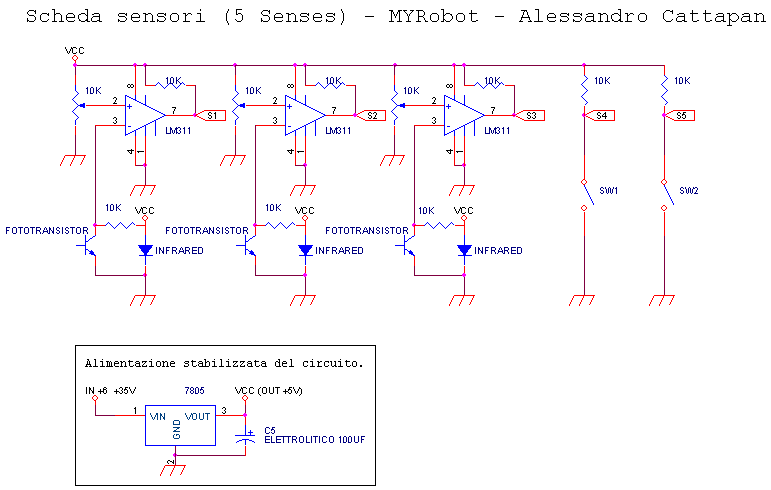 Scheda sensori (5 Senses) - MYRobot - Alessandro Cattapan
VCC
10K 10K 10K 10K 10K 10K 10K 10K
8 8 8
2 + 7 S1 2 + 7 S2 2 + 7 S3 S4 S5
3 - LM311 3 - LM311 3 - LM311
4 1 4 1 4 1
SW1 SW2
10K VCC 10K VCC 10K VCC
FOTOTRANSISTOR FOTOTRANSISTOR FOTOTRANSISTOR
INFRARED INFRARED INFRARED
Alimentazione stabilizzata del circuito.
IN +6 +35V 7805 VCC (OUT +5V)
1 VIN VOUT 3
GND
2
+ C5
ELETTROLITICO 100UF